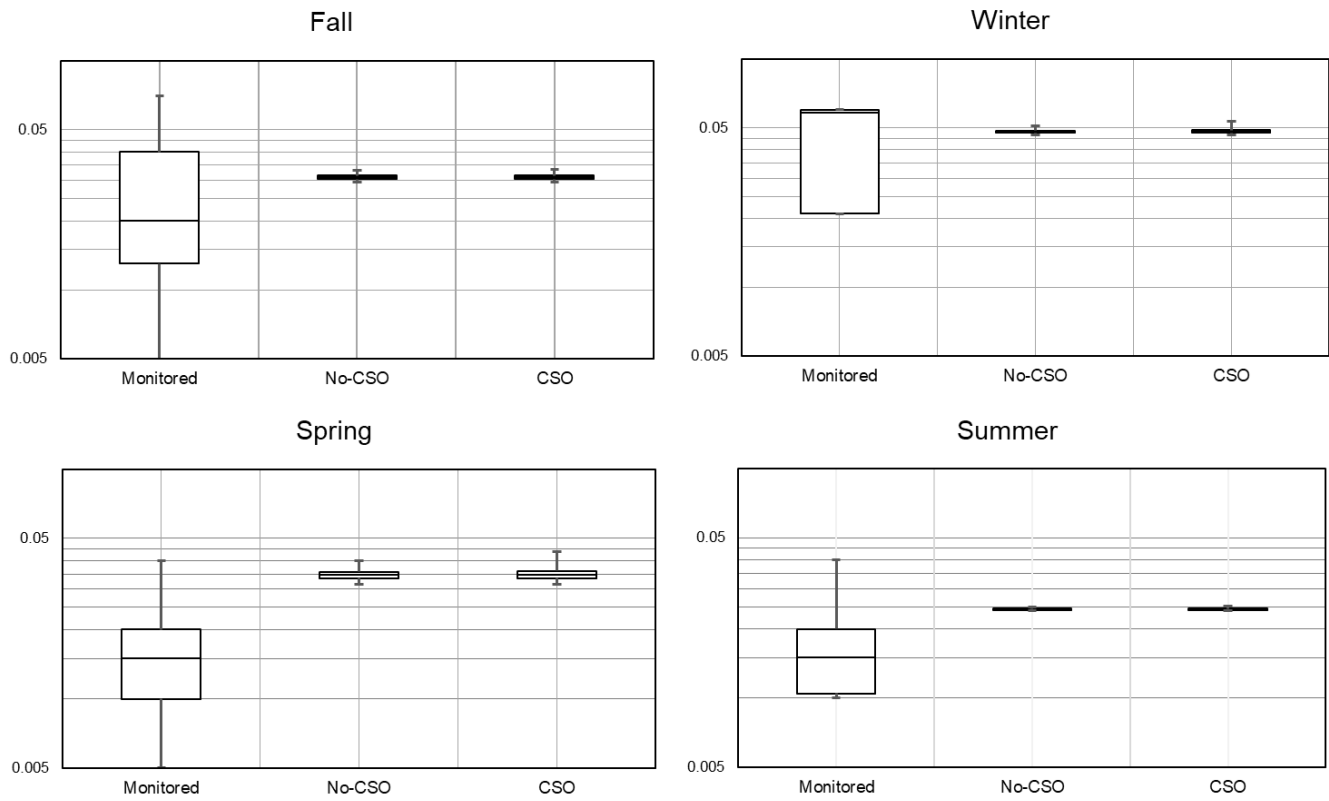 Fall
0.05
0.005
Monitored No-CSO CSO
Winter
0.05
0.005
Monitored No-CSO CSO
Spring
0.05
0.005
Monitored No-CSO CSO
Summer
0.05
0.005
Monitored No-CSO CSO